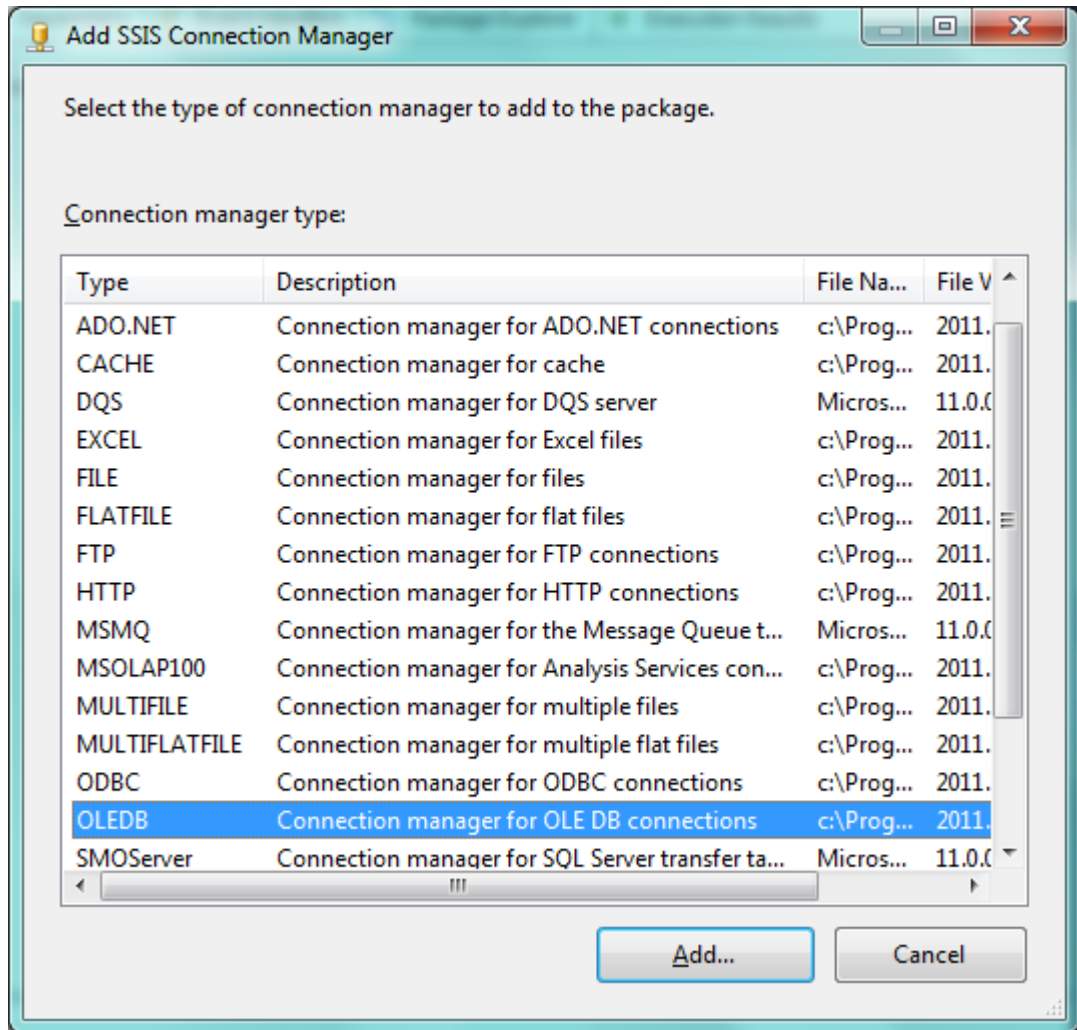 Package Explorer Execution Results
Add SSIS Connection Manager
Select the type of connection manager to add to the package.
Connection manager type:
Type Description File Na... File V
ADO.NET Connection manager for ADO.NET connections c:\Prog... 2011.
CACHE Connection manager for cache c:\Prog... 2011.
DQS Connection manager for DQS server Micros... 11.0.0
EXCEL Connection manager for Excel files c:\Prog... 2011.
FILE Connection manager for files c:\Prog... 2011.
FLATFILE Connection manager for flat files c:\Prog... 2011.
FTP Connection manager for FTP connections c:\Prog... 2011.
HTTP Connection manager for HTTP connections c:\Prog... 2011.
MSMQ Connection manager for the Message Queue t... Micros... 11.0.0
MSOLAP100 Connection manager for Analysis Services con... c:\Prog... 2011.
MULTIFILE Connection manager for multiple files c:\Prog... 2011.
MULTIFLATFILE Connection manager for multiple flat files c:\Prog... 2011.
ODBC Connection manager for ODBC connections c:\Prog... 2011.
OLEDB Connection manager for OLE DB connections c:\Prog... 2011.
SMOServer Connection manager for SQL Server transfer ta... Micros... 11.0.0
Add... Cancel